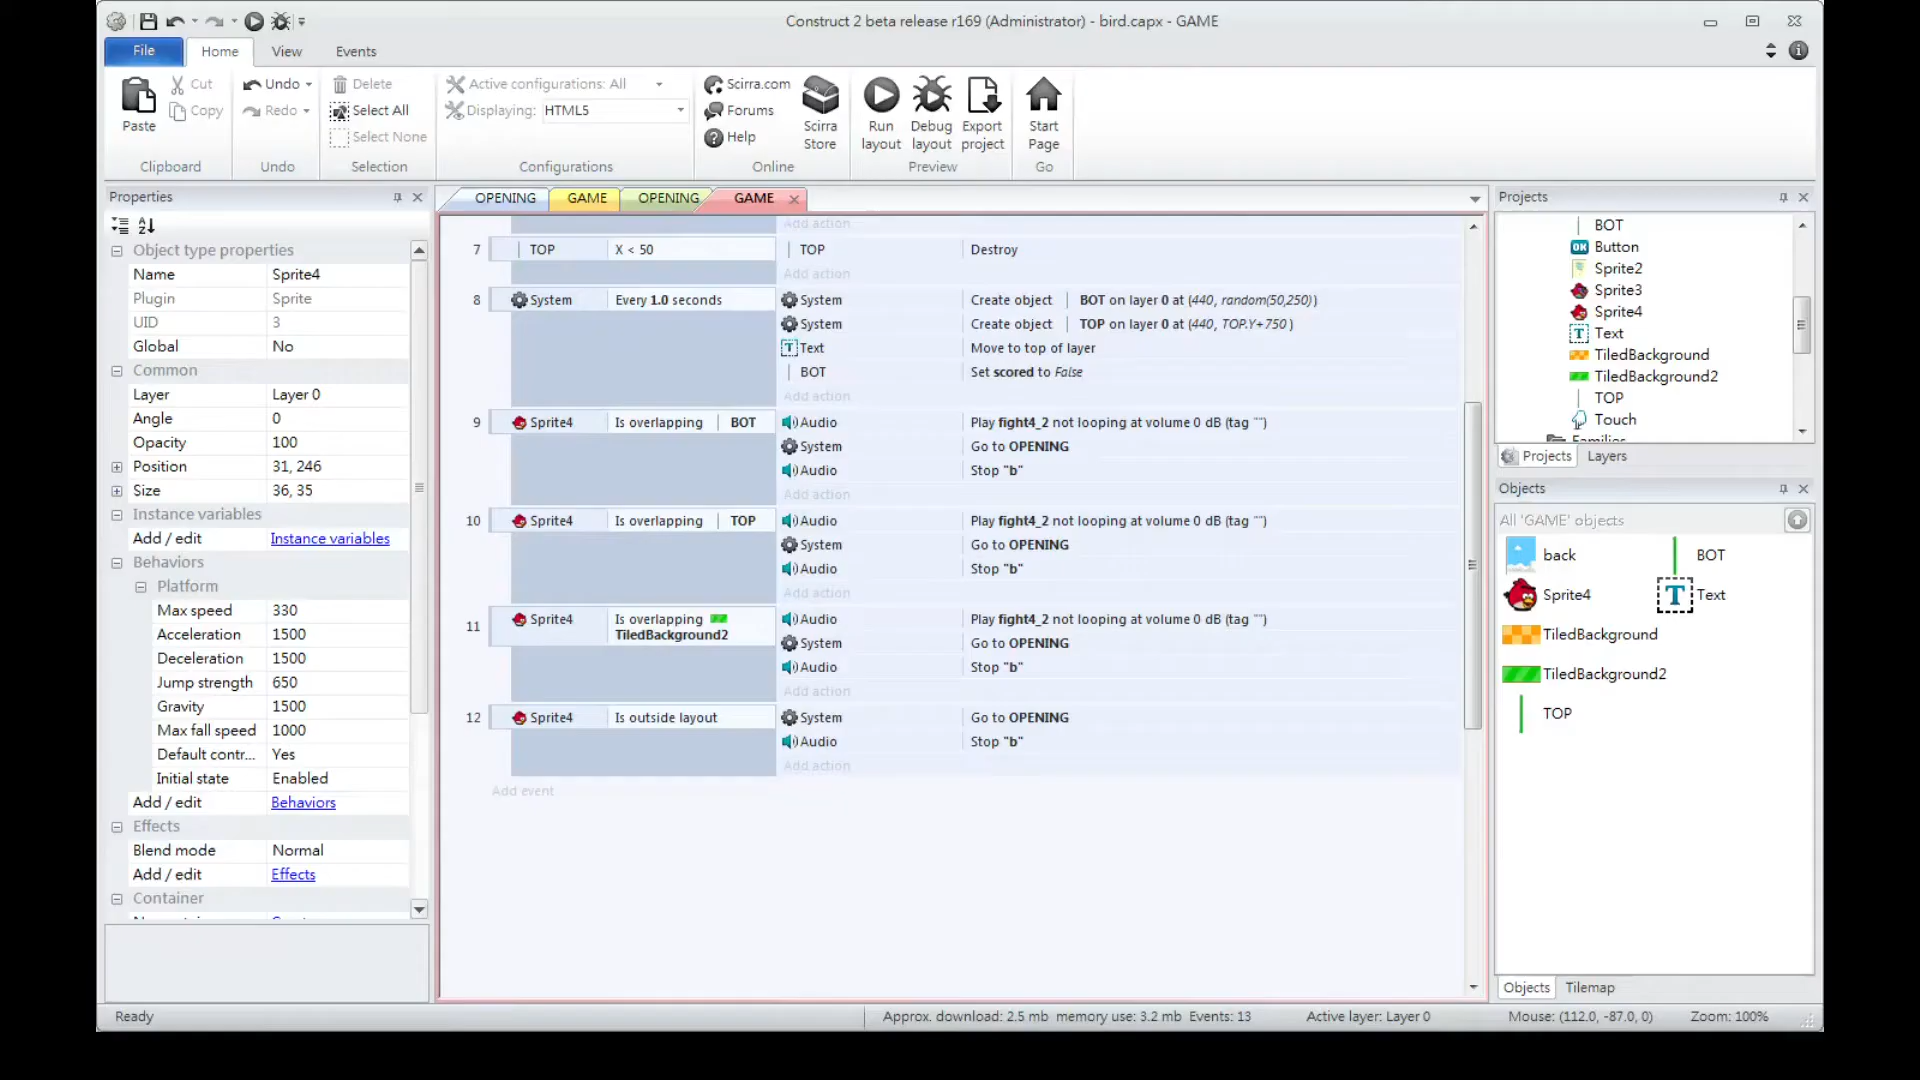 Construct 2 beta release r169 (Administrator) - bird.capx - GAME
File Home View Events
Paste
Cut
Copy
Clipboard
Undo
Redo
Undo
Delete
Select All
Select None
Selection
Active configurations: All
Displaying: HTML5
Configurations
Scirra.com
Forums
Help
Scirra Store
Online
Run layout
Debug layout
Export project
Preview
Start Page
Go
Properties
Object type properties
Name Sprite4
Plugin Sprite
UID 3
Global No
Common
Layer Layer 0
Angle 0
Opacity 100
Position 31, 246
Size 36, 35
Instance variables
Add / edit Instance variables
Behaviors
Platform
Max speed 330
Acceleration 1500
Deceleration 1500
Jump strength 650
Gravity 1500
Max fall speed 1000
Default contr... Yes
Initial state Enabled
Add / edit Behaviors
Effects
Blend mode Normal
Add / edit Effects
Container
OPENING GAME OPENING GAME
Add action
7 TOP X < 50 TOP Destroy
Add action
8 System Every 1.0 seconds System Create object BOT on layer 0 at (440, random(50,250))
System Create object TOP on layer 0 at (440, TOP.Y+750 )
Text Move to top of layer
BOT Set scored to False
Add action
9 Sprite4 Is overlapping BOT Audio Play fight4_2 not looping at volume 0 dB (tag "")
System Go to OPENING
Audio Stop "b"
Add action
10 Sprite4 Is overlapping TOP Audio Play fight4_2 not looping at volume 0 dB (tag "")
System Go to OPENING
Audio Stop "b"
Add action
11 Sprite4 Is overlapping TiledBackground2 Audio Play fight4_2 not looping at volume 0 dB (tag "")
System Go to OPENING
Audio Stop "b"
Add action
12 Sprite4 Is outside layout System Go to OPENING
Audio Stop "b"
Add action
Add event
Projects
BOT
Button
Sprite2
Sprite3
Sprite4
Text
TiledBackground
TiledBackground2
TOP
Touch
Families
Projects Layers
Objects
All 'GAME' objects
back BOT
Sprite4 Text
TiledBackground
TiledBackground2
TOP
Objects Tilemap
Ready Approx. download: 2.5 mb memory use: 3.2 mb Events: 13 Active layer: Layer 0 Mouse: (112.0, -87.0, 0) Zoom: 100%